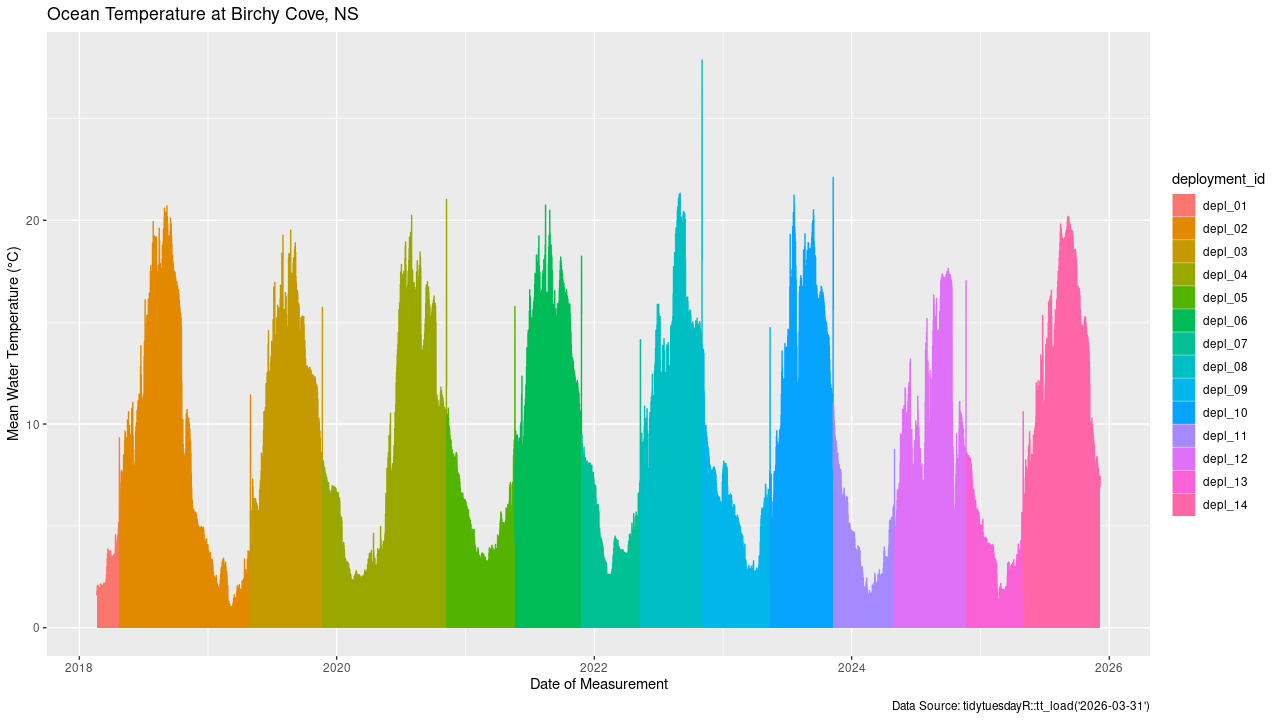 Ocean Temperature at Birchy Cove, NS
Mean Water Temperature (°C)
20
10
0
2018
2020
2022
2024
2026
Date of Measurement
deployment_id
depl_01
depl_02
depl_03
depl_04
depl_05
depl_06
depl_07
depl_08
depl_09
depl_10
depl_11
depl_12
depl_13
depl_14
Data Source: tidytuesdayR::tt_load('2026-03-31')